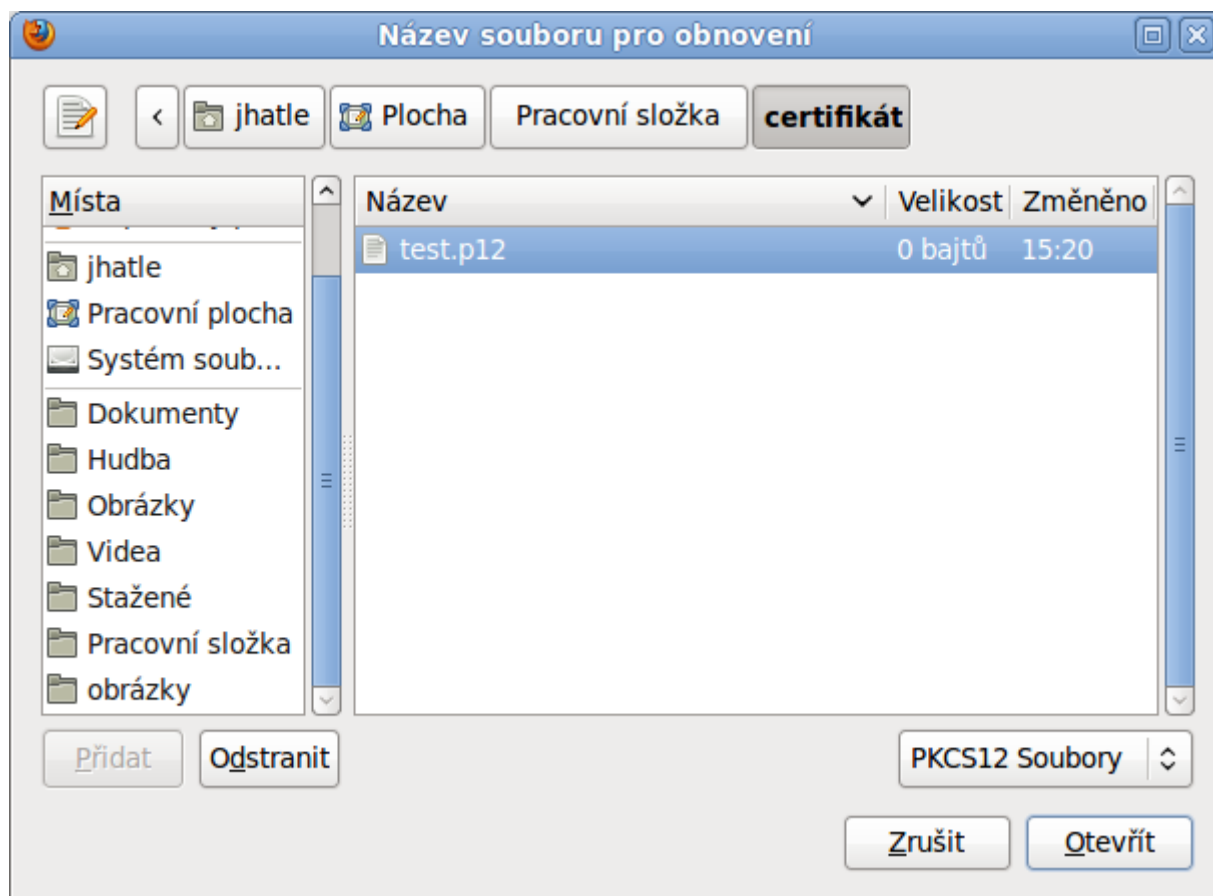 Název souboru pro obnovení
< jhatle Plocha Pracovní složka certifikát
Místa
jhatle
Pracovní plocha
Systém soub...
Dokumenty
Hudba
Obrázky
Videa
Stažené
Pracovní složka
obrázky
Název Velikost Změněno
test.p12 0 bajtů 15:20
Přidat Odstranit PKCS12 Soubory
Zrušit Otevřít